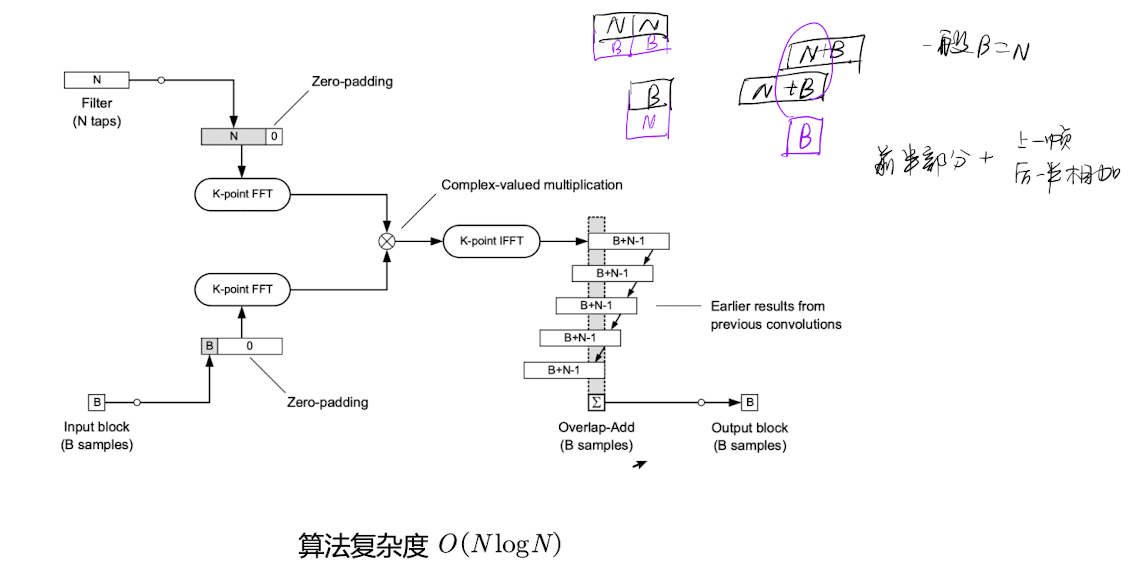 N N
B B
B
N
N+B
N +B
B
一般 B=N
前半部分 + 上一帧
后一半相加
N
Filter
(N taps)
Zero-padding
N 0
K-point FFT
Complex-valued multiplication
K-point IFFT
B+N-1
B+N-1
B+N-1
B+N-1
B+N-1
Earlier results from
previous convolutions
K-point FFT
B 0
Zero-padding
B
Input block
(B samples)
Σ
Overlap-Add
(B samples)
B
Output block
(B samples)
算法复杂度 O(NlogN)